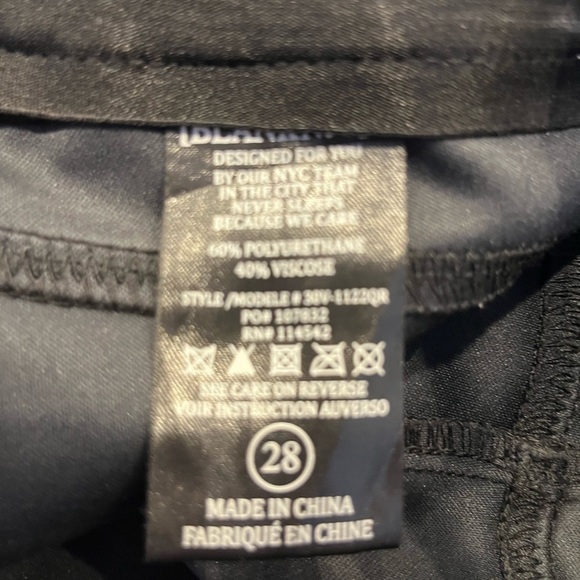 [BLANKNYC]
DESIGNED FOR YOU
BY OUR NYC TEAM
IN THE CITY THAT
NEVER SLEEPS
BECAUSE WE CARE
60% POLYURETHANE
40% VISCOSE
STYLE/MODELE # 30V-1122QR
PO# 107832
RN# 114542
SEE CARE ON REVERSE
VOIR INSTRUCTION AUVERSO
28
MADE IN CHINA
FABRIQUÉ EN CHINE